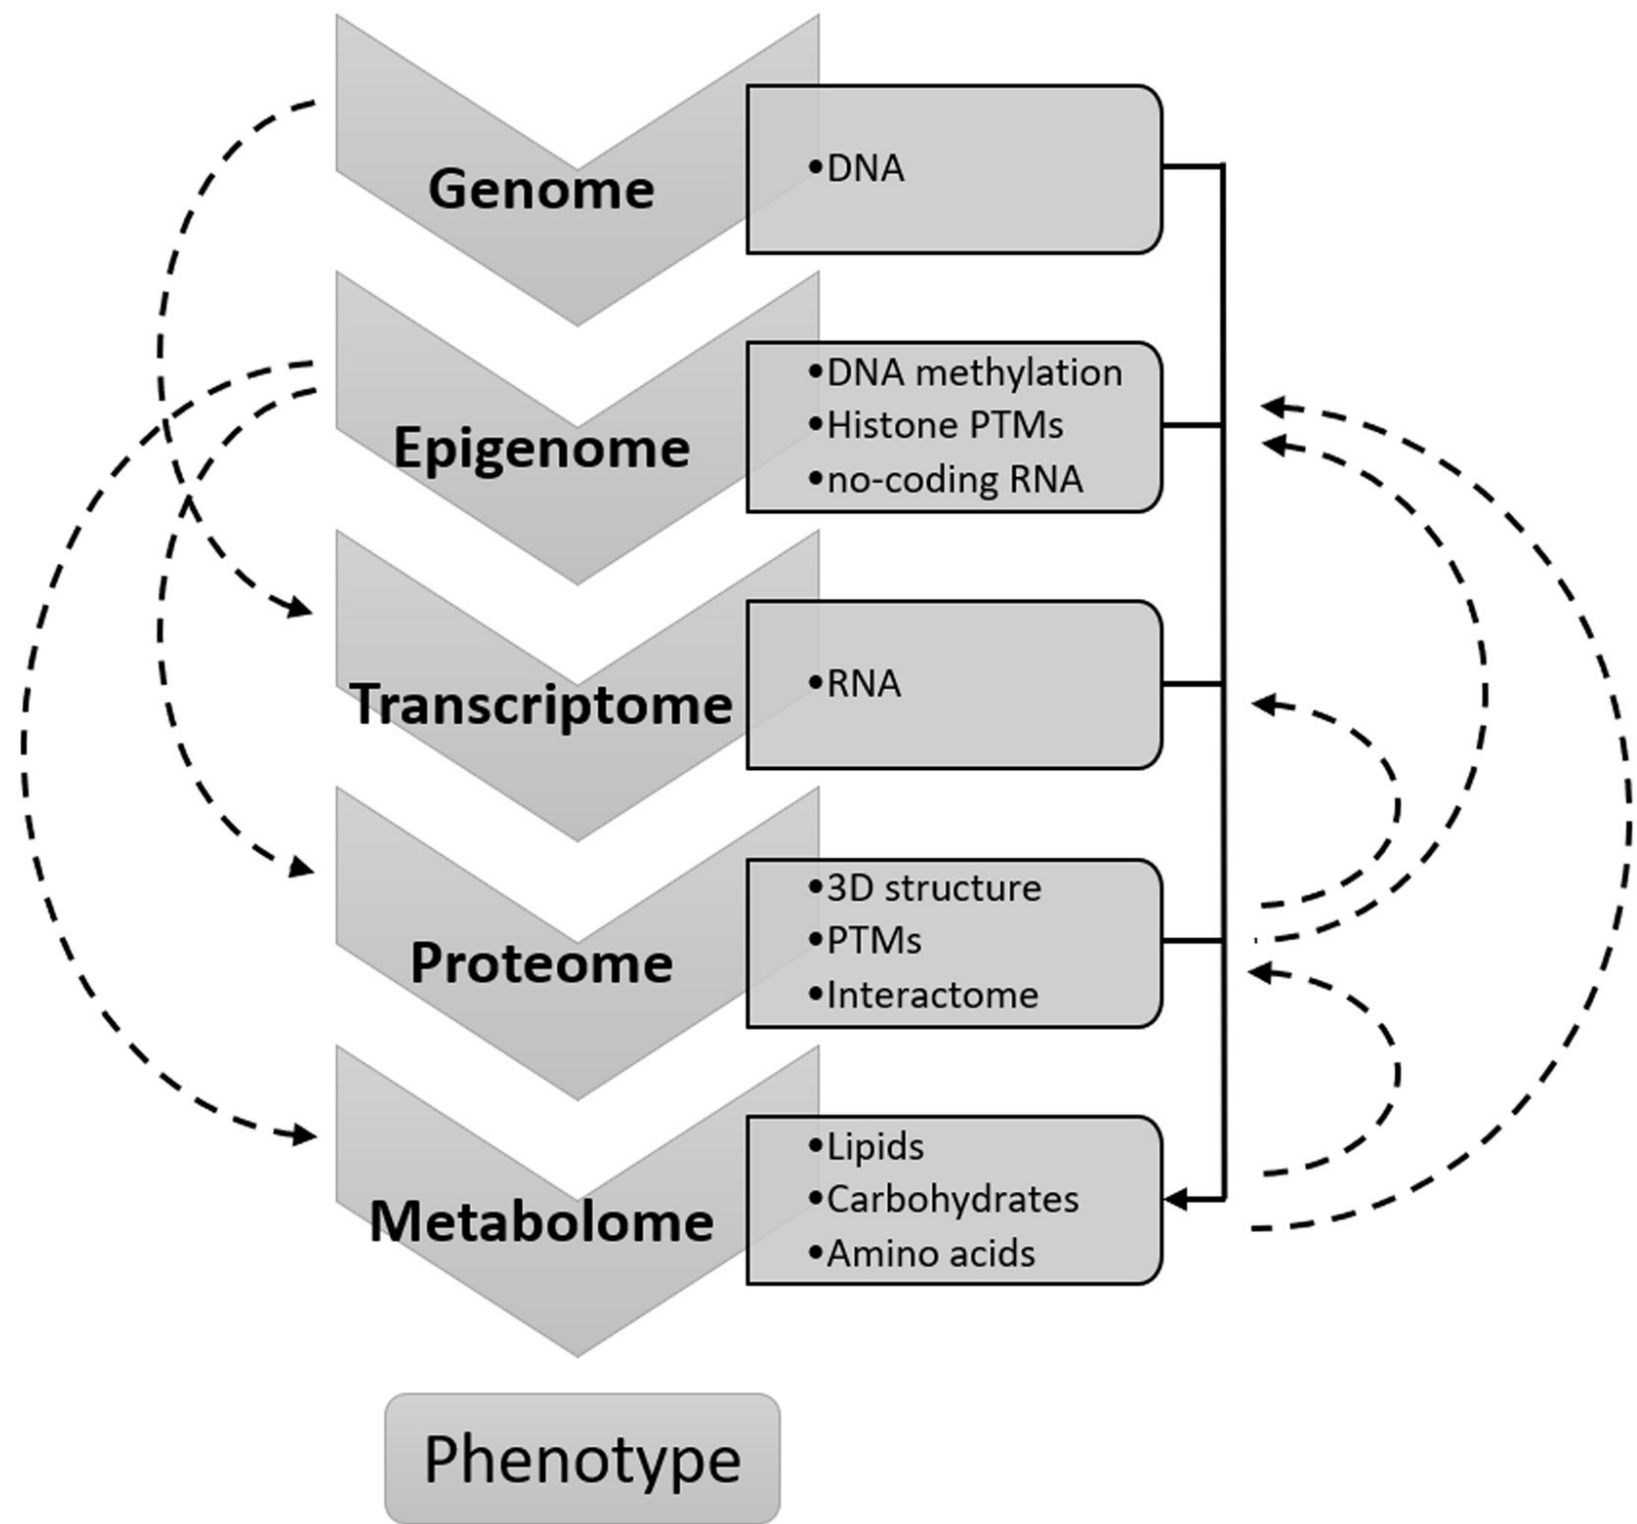 Genome
•DNA
Epigenome
•DNA methylation
•Histone PTMs
•no-coding RNA
Transcriptome
•RNA
Proteome
•3D structure
•PTMs
•Interactome
Metabolome
•Lipids
•Carbohydrates
•Amino acids
Phenotype